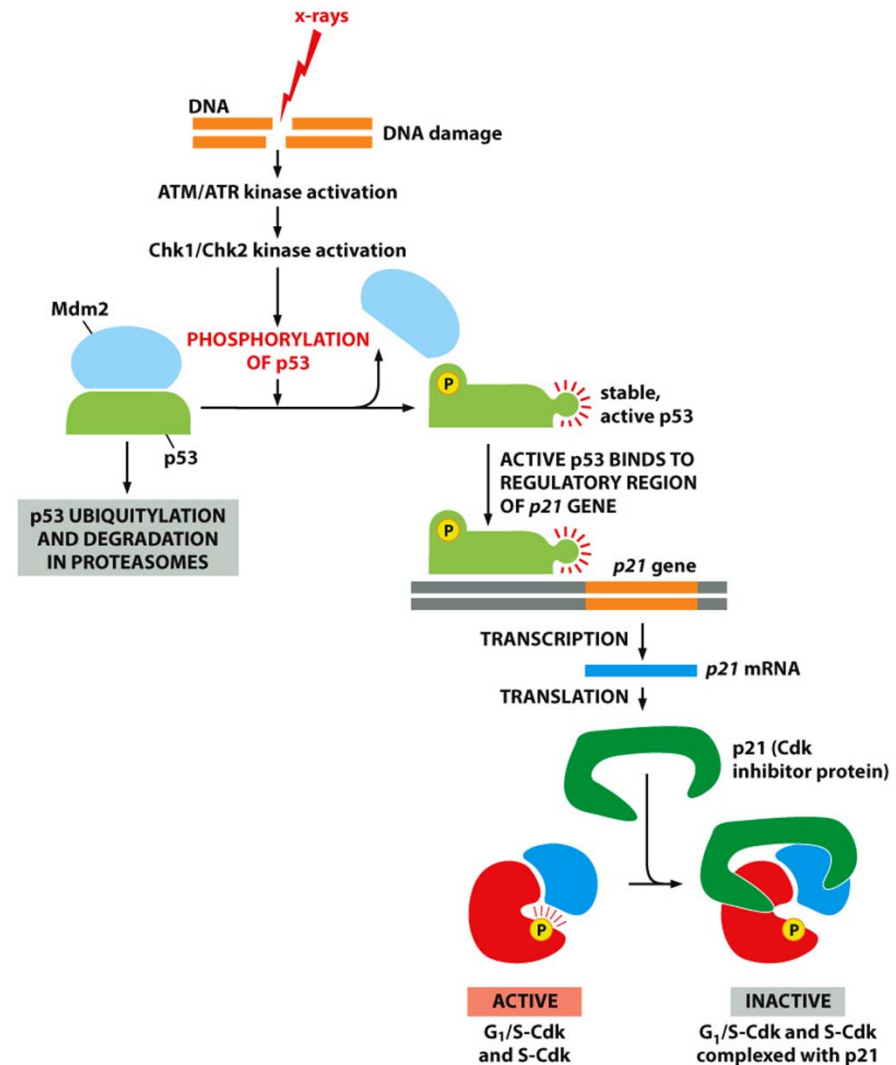 x-rays
DNA
DNA damage
ATM/ATR kinase activation
Chk1/Chk2 kinase activation
Mdm2
PHOSPHORYLATION
OF p53
P
stable,
active p53
p53
ACTIVE p53 BINDS TO
REGULATORY REGION
OF p21 GENE
p53 UBIQUITYLATION
AND DEGRADATION
IN PROTEASOMES
P
p21 gene
TRANSCRIPTION
p21 mRNA
TRANSLATION
p21 (Cdk
inhibitor protein)
P
P
ACTIVE
INACTIVE
G₁/S-Cdk
and S-Cdk
G₁/S-Cdk and S-Cdk
complexed with p21